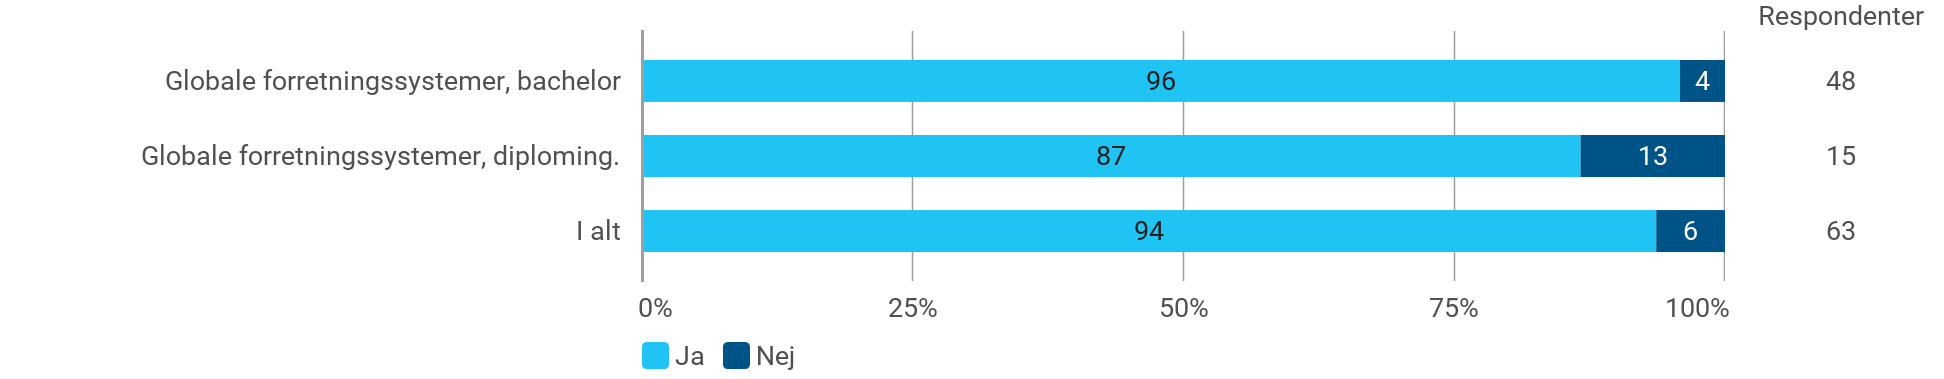 Respondenter
Globale forretningssystemer, bachelor 96 4 48
Globale forretningssystemer, diploming. 87 13 15
I alt 94 6 63
0% 25% 50% 75% 100%
Ja Nej